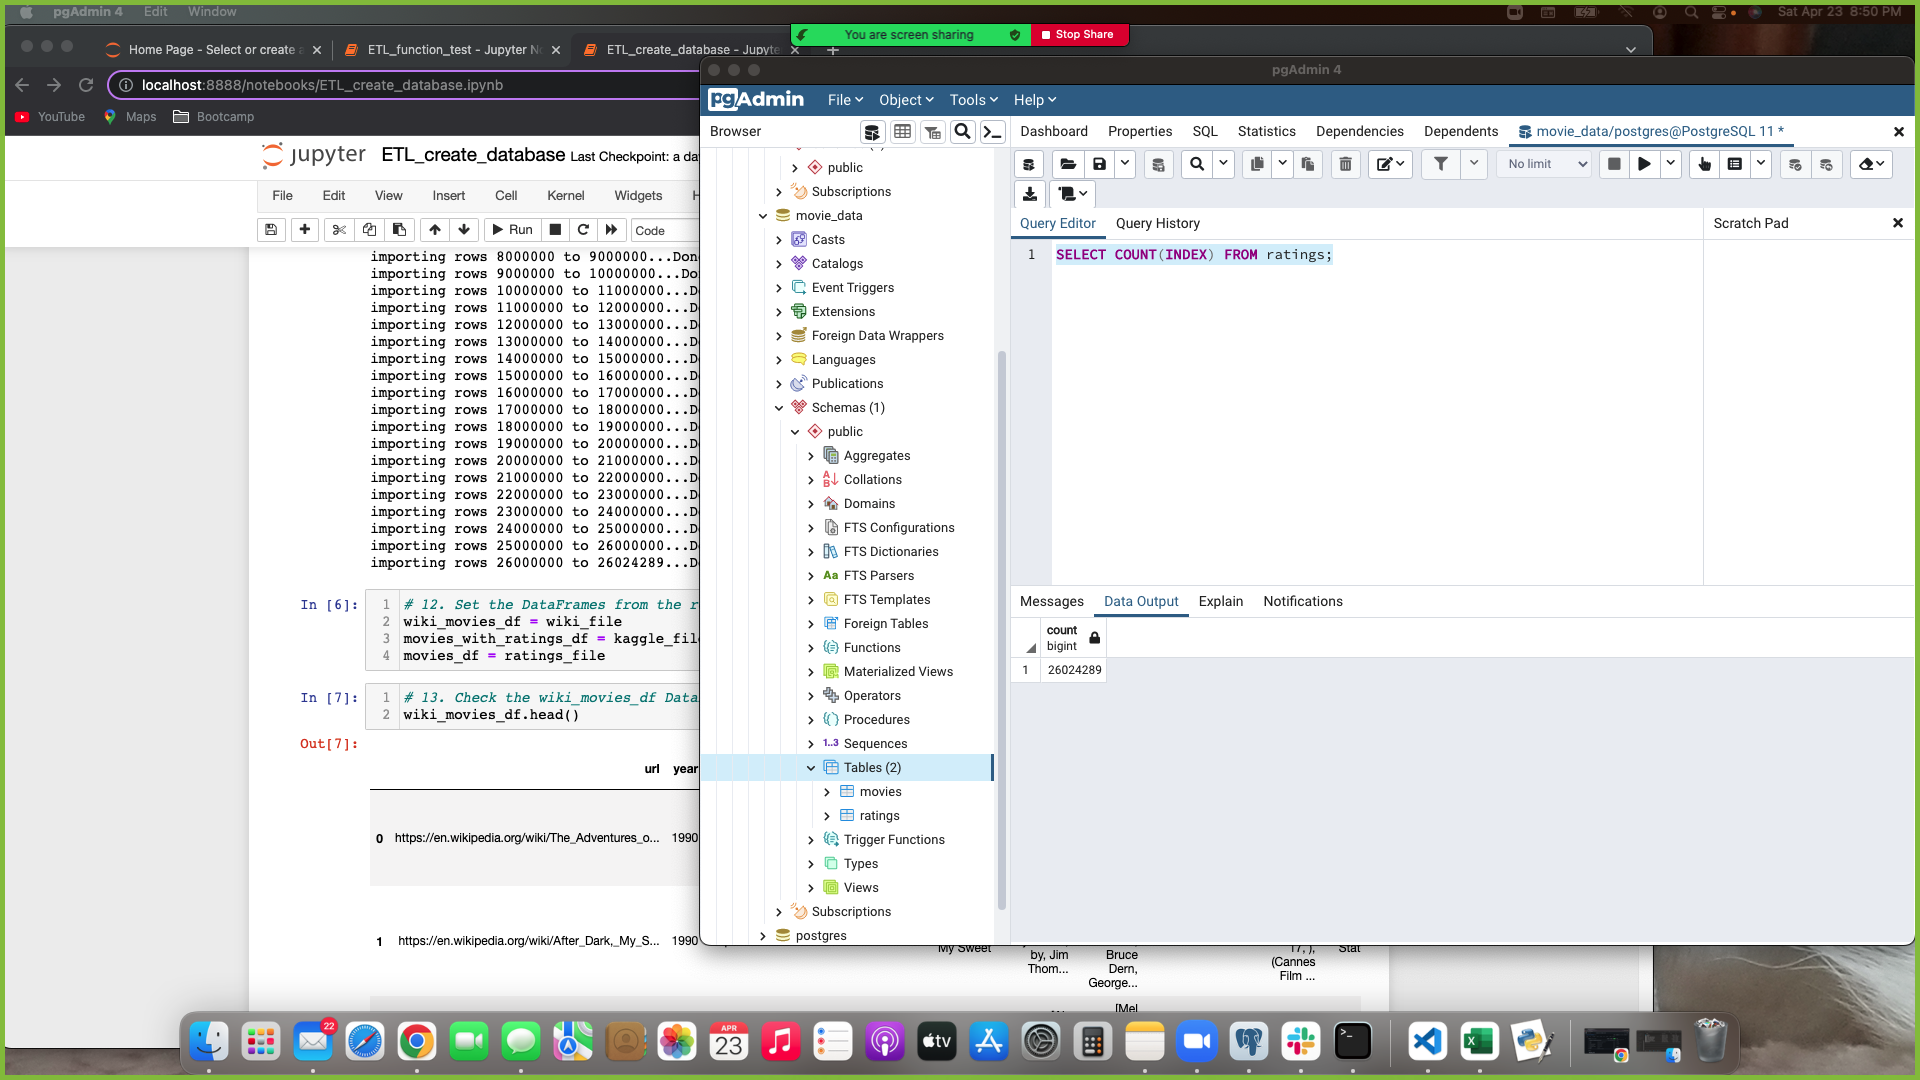 pgAdmin 4 Edit Window
Sat Apr 23 8:50 PM
You are screen sharing
Stop Share
Home Page - Select or create a
ETL_function_test - Jupyter No
ETL_create_database - Jupyte
localhost:8888/notebooks/ETL_create_database.ipynb
YouTube Maps Bootcamp
jupyter ETL_create_database Last Checkpoint: a da
File Edit View Insert Cell Kernel Widgets H
Run Code
importing rows 8000000 to 9000000...Done
importing rows 9000000 to 10000000...Don
importing rows 10000000 to 11000000...D
importing rows 11000000 to 12000000...D
importing rows 12000000 to 13000000...D
importing rows 13000000 to 14000000...D
importing rows 14000000 to 15000000...D
importing rows 15000000 to 16000000...D
importing rows 16000000 to 17000000...D
importing rows 17000000 to 18000000...D
importing rows 18000000 to 19000000...D
importing rows 19000000 to 20000000...D
importing rows 20000000 to 21000000...D
importing rows 21000000 to 22000000...D
importing rows 22000000 to 23000000...D
importing rows 23000000 to 24000000...D
importing rows 24000000 to 25000000...D
importing rows 25000000 to 26000000...D
importing rows 26000000 to 26024289...D
In [6]:
1 # 12. Set the DataFrames from the r
2 wiki_movies_df = wiki_file
3 movies_with_ratings_df = kaggle_file
4 movies_df = ratings_file
In [7]:
1 # 13. Check the wiki_movies_df Data
2 wiki_movies_df.head()
Out[7]:
url year
0 https://en.wikipedia.org/wiki/The_Adventures_o... 1990
1 https://en.wikipedia.org/wiki/After_Dark,_My_S... 1990
My Sweet
by, Jim
Thom...
Bruce
Dern,
George...
17, ),
(Cannes
Film ...
Stat
[Mel
pgAdmin 4
pgAdmin File Object Tools Help
Browser
public
Subscriptions
movie_data
Casts
Catalogs
Event Triggers
Extensions
Foreign Data Wrappers
Languages
Publications
Schemas (1)
public
Aggregates
Collations
Domains
FTS Configurations
FTS Dictionaries
Aa FTS Parsers
FTS Templates
Foreign Tables
Functions
Materialized Views
Operators
Procedures
1..3 Sequences
Tables (2)
movies
ratings
Trigger Functions
Types
Views
Subscriptions
postgres
Dashboard Properties SQL Statistics Dependencies Dependents movie_data/postgres@PostgreSQL 11 *
No limit
Query Editor Query History
Scratch Pad
1 SELECT COUNT(INDEX) FROM ratings;
Messages Data Output Explain Notifications
count
bigint
1 26024289
22
APR
23
tv